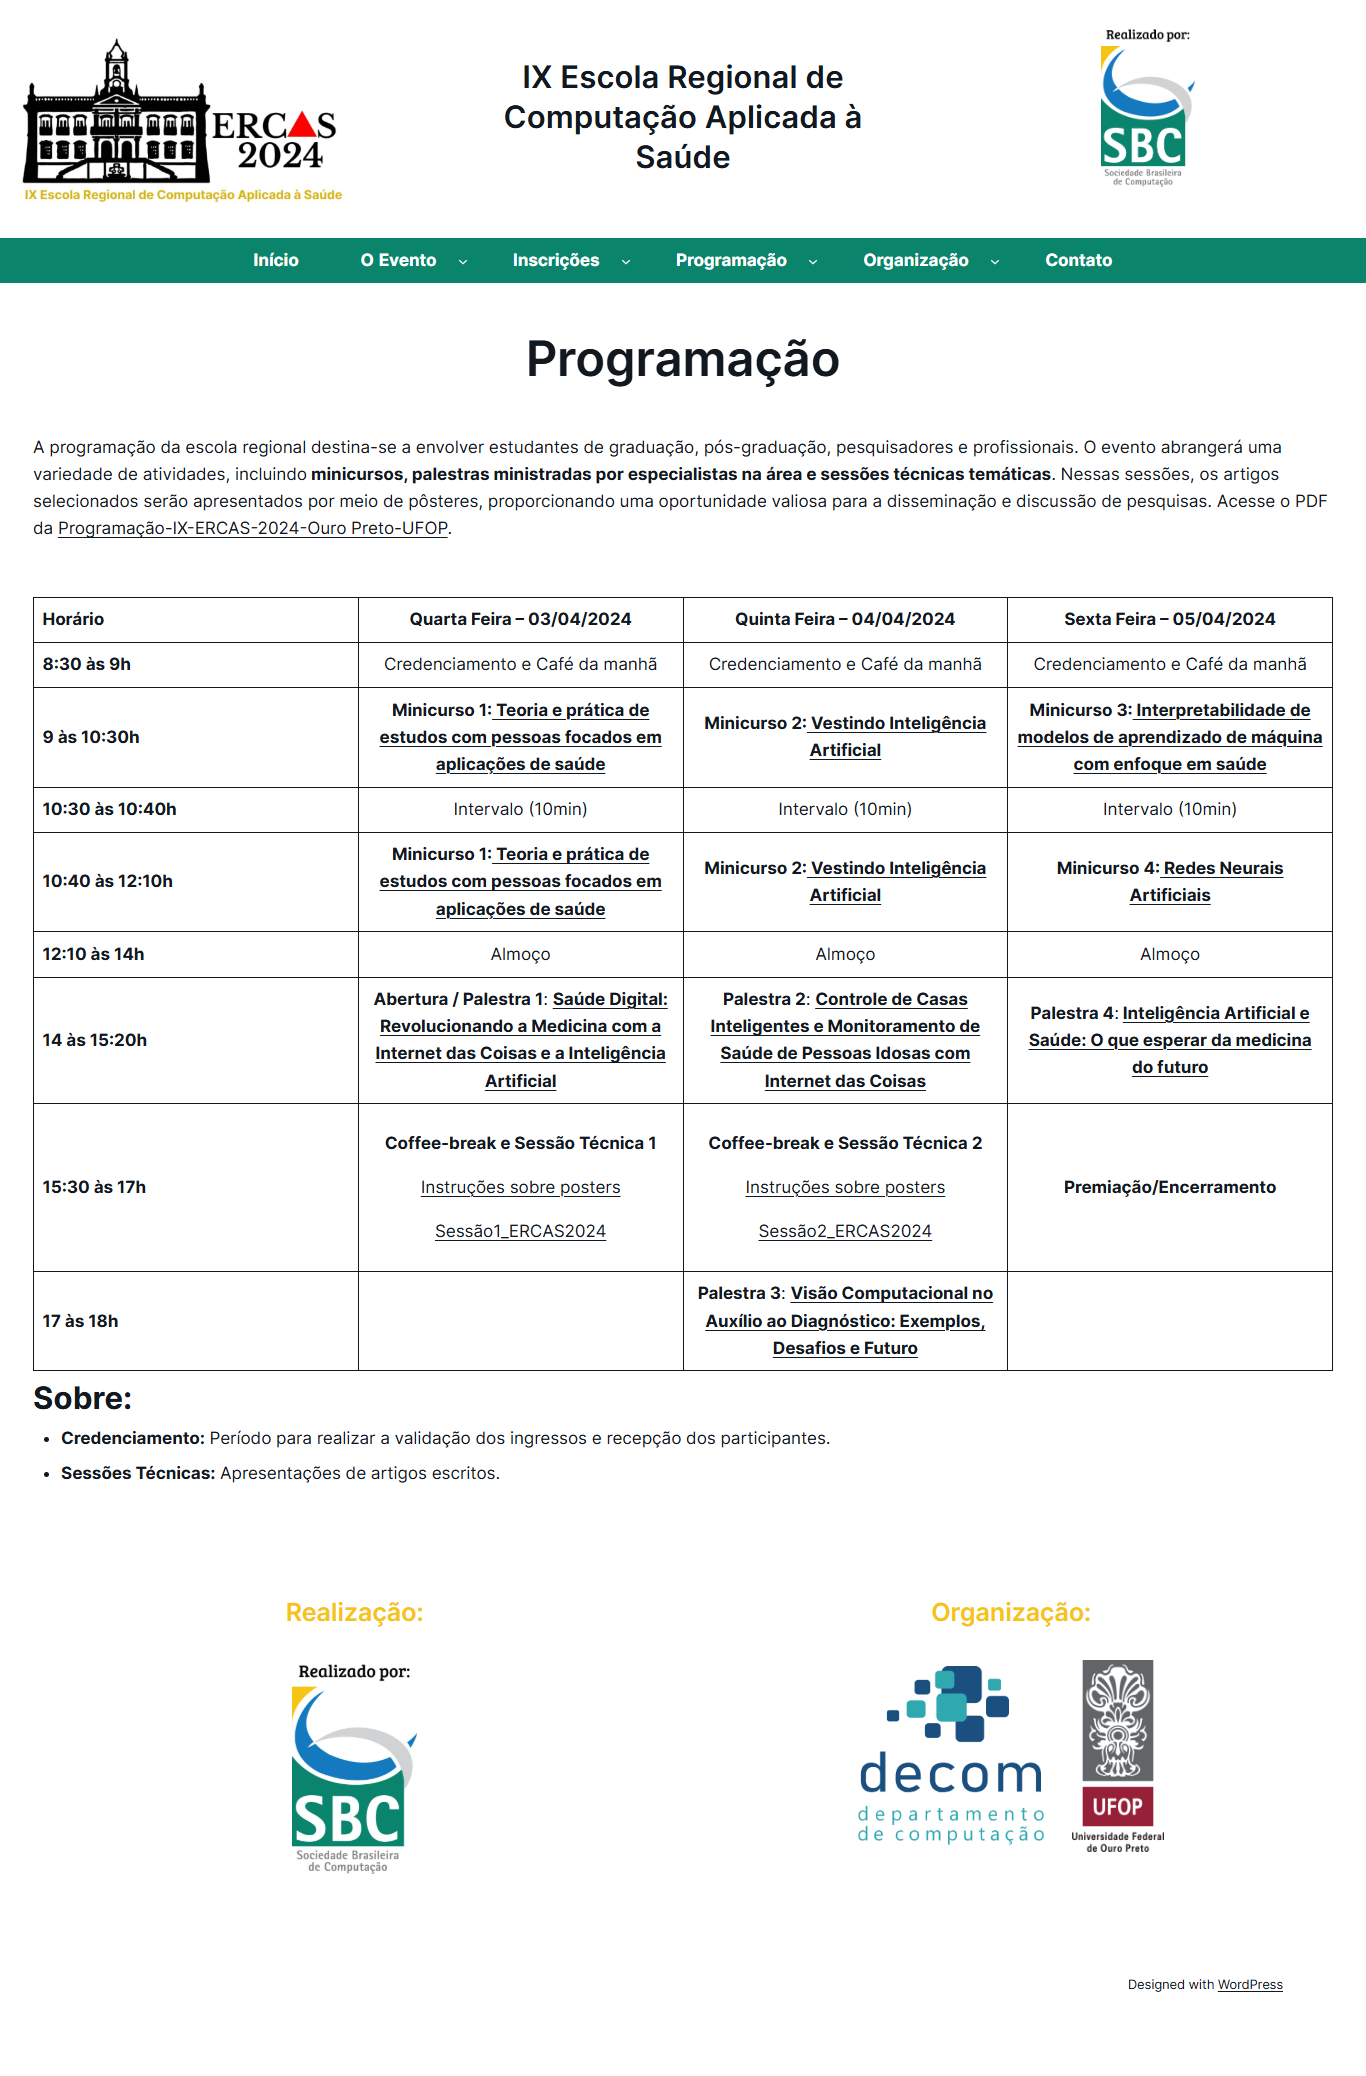 ERCAS
2024
IX Escola Regional de Computação Aplicada à Saúde
IX Escola Regional de
Computação Aplicada à
Saúde
Realizado por:
SBC
Sociedade Brasileira
de Computação
Início O Evento Inscrições Programação Organização Contato
Programação
A programação da escola regional destina-se a envolver estudantes de graduação, pós-graduação, pesquisadores e profissionais. O evento abrangerá uma
variedade de atividades, incluindo minicursos, palestras ministradas por especialistas na área e sessões técnicas temáticas. Nessas sessões, os artigos
selecionados serão apresentados por meio de pôsteres, proporcionando uma oportunidade valiosa para a disseminação e discussão de pesquisas. Acesse o PDF
da Programação-IX-ERCAS-2024-Ouro Preto-UFOP.
Horário
Quarta Feira – 03/04/2024
Quinta Feira – 04/04/2024
Sexta Feira – 05/04/2024
8:30 às 9h
Credenciamento e Café da manhã
Credenciamento e Café da manhã
Credenciamento e Café da manhã
9 às 10:30h
Minicurso 1: Teoria e prática de
estudos com pessoas focados em
aplicações de saúde
Minicurso 2: Vestindo Inteligência
Artificial
Minicurso 3: Interpretabilidade de
modelos de aprendizado de máquina
com enfoque em saúde
10:30 às 10:40h
Intervalo (10min)
Intervalo (10min)
Intervalo (10min)
10:40 às 12:10h
Minicurso 1: Teoria e prática de
estudos com pessoas focados em
aplicações de saúde
Minicurso 2: Vestindo Inteligência
Artificial
Minicurso 4: Redes Neurais
Artificiais
12:10 às 14h
Almoço
Almoço
Almoço
14 às 15:20h
Abertura / Palestra 1: Saúde Digital:
Revolucionando a Medicina com a
Internet das Coisas e a Inteligência
Artificial
Palestra 2: Controle de Casas
Inteligentes e Monitoramento de
Saúde de Pessoas Idosas com
Internet das Coisas
Palestra 4: Inteligência Artificial e
Saúde: O que esperar da medicina
do futuro
15:30 às 17h
Coffee-break e Sessão Técnica 1
Instruções sobre posters
Sessão1_ERCAS2024
Coffee-break e Sessão Técnica 2
Instruções sobre posters
Sessão2_ERCAS2024
Premiação/Encerramento
17 às 18h
Palestra 3: Visão Computacional no
Auxílio ao Diagnóstico: Exemplos,
Desafios e Futuro
Sobre:
• Credenciamento: Período para realizar a validação dos ingressos e recepção dos participantes.
• Sessões Técnicas: Apresentações de artigos escritos.
Realização:
Realizado por:
SBC
Sociedade Brasileira
de Computação
Organização:
decom
departamento
de computação
UFOP
Universidade Federal
de Ouro Preto
Designed with WordPress